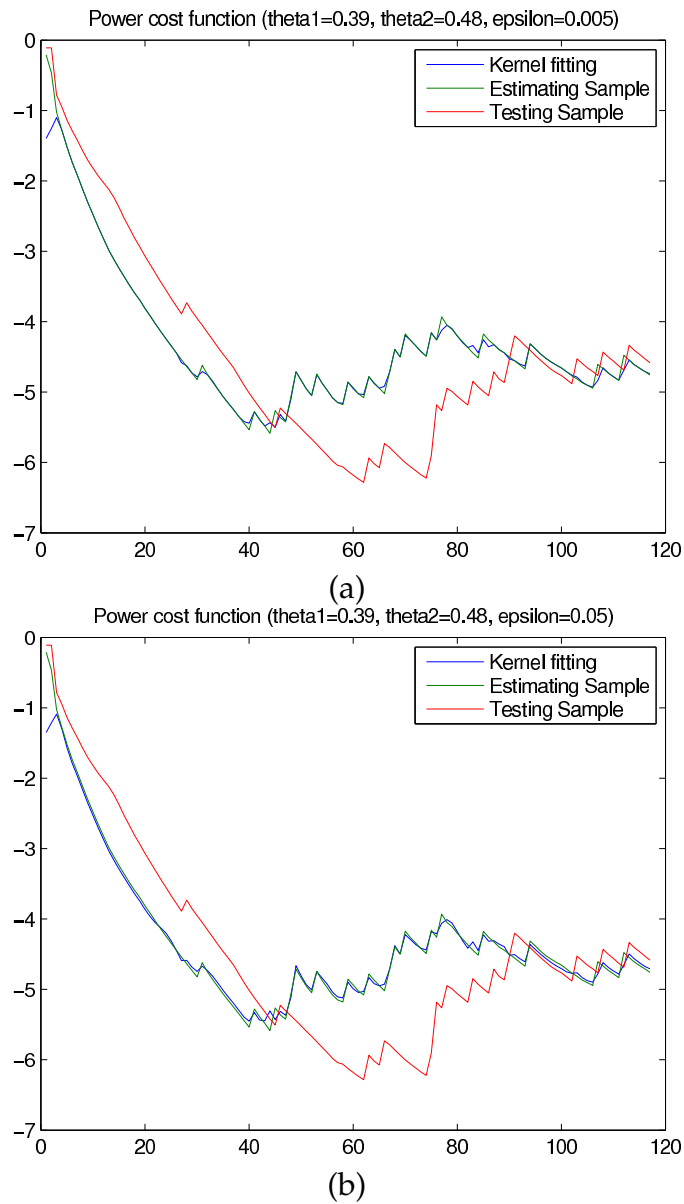 Power cost function (theta1=0.39, theta2=0.48, epsilon=0.005)
Kernel fitting
Estimating Sample
Testing Sample
0
−1
−2
−3
−4
−5
−6
−7
0 20 40 60 80 100 120
(a)
Power cost function (theta1=0.39, theta2=0.48, epsilon=0.05)
Kernel fitting
Estimating Sample
Testing Sample
0
−1
−2
−3
−4
−5
−6
−7
0 20 40 60 80 100 120
(b)